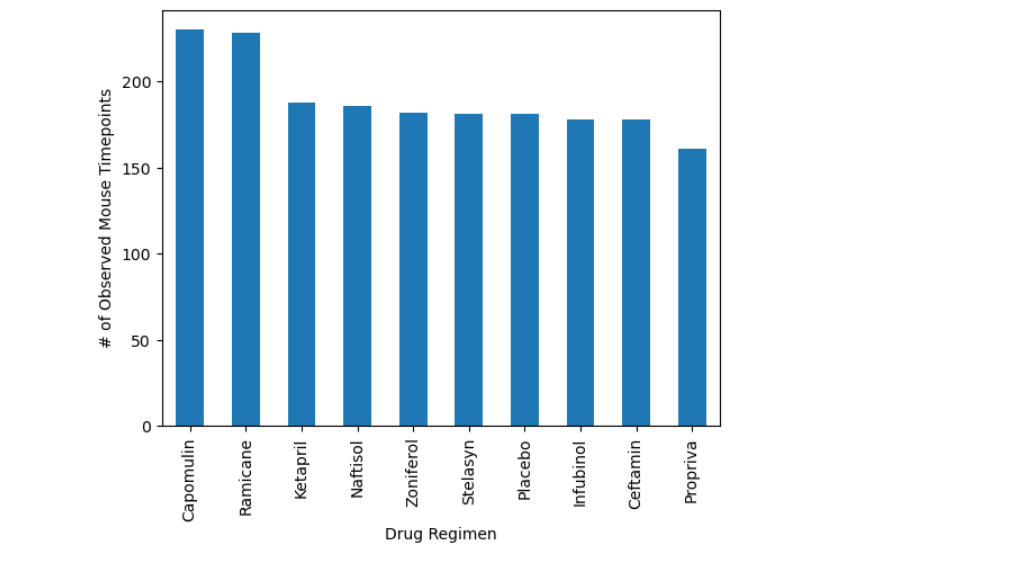 # of Observed Mouse Timepoints
200
150
100
50
0
Capomulin
Ramicane
Ketapril
Naftisol
Zoniferol
Stelasyn
Placebo
Infubinol
Ceftamin
Propriva
Drug Regimen